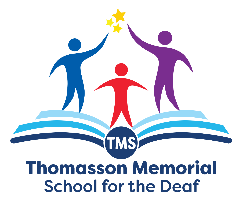 TMS
Thomasson Memorial
School for the Deaf